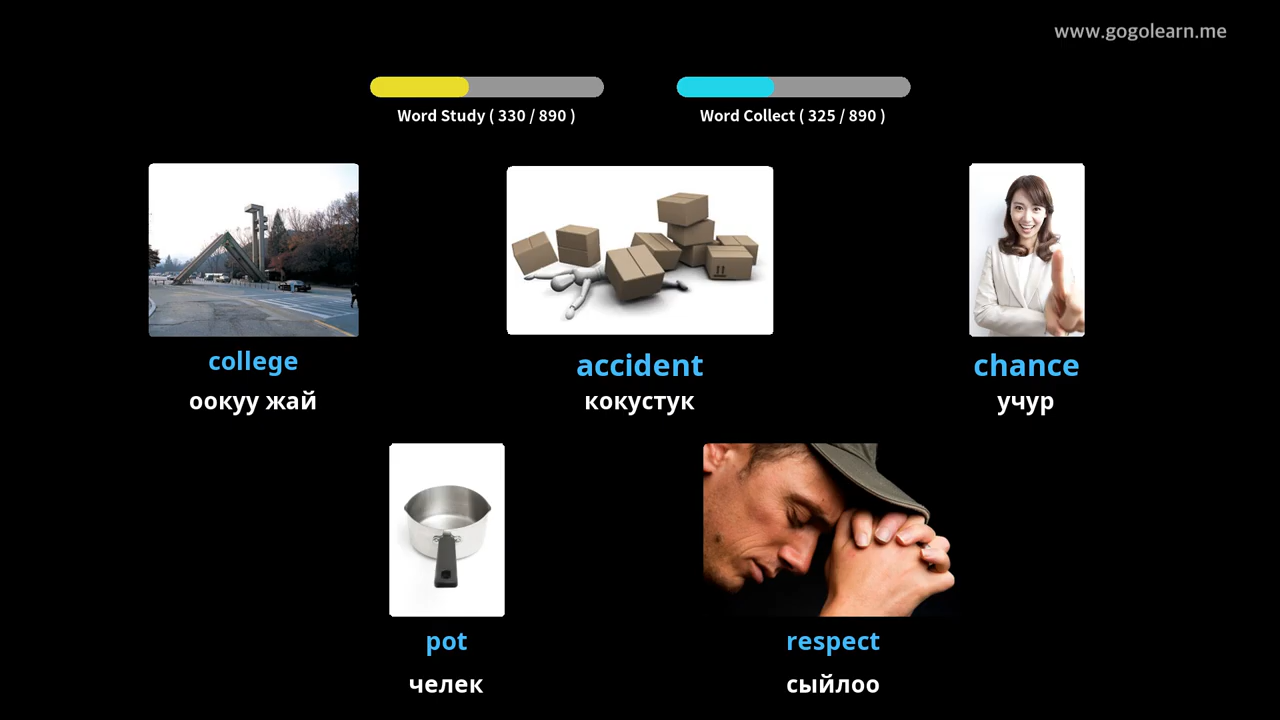 www.gogolearn.me
Word Study ( 330 / 890 )
Word Collect ( 325 / 890 )
college
accident
chance
оокуу жай
кокустук
учур
pot
respect
челек
сыйлоо